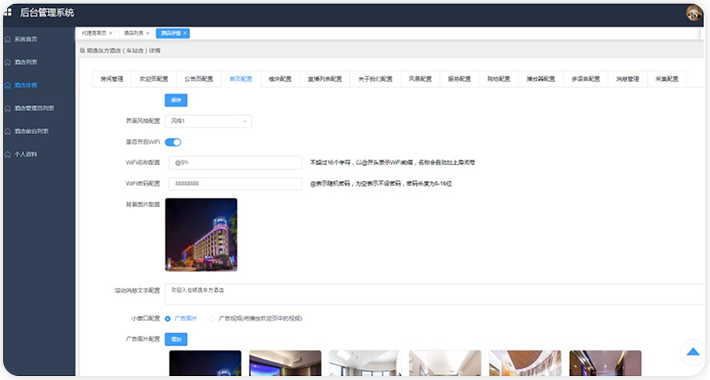 后台管理系统
代理商首页 × 酒店列表 × 酒店详情 ×
系统首页
酒店列表
酒店详情
酒店管理员列表
酒店前台列表
个人资料
顺逸东方酒店（车站店）详情
房间管理 欢迎页配置 公告页配置 首页配置 模块配置 直播列表配置 关于我们配置 风景配置 服务配置 购物配置 播放器配置 多语言配置 消息管理 采集配置
保存
界面风格配置 风格1
是否开启WiFi
WiFi名称配置 @SY- 不超过16个字符，以@开头表示WiFi前缀，名称会自动加上房间号
WiFi密码配置 88888888 @表示随机密码，为空表示不设密码，密码长度为8-16位
背景图片配置
滚动消息文字配置 欢迎入住顺逸东方酒店
小窗口配置 广告图片 广告视频(将播放欢迎页中的视频)
广告图片配置 添加